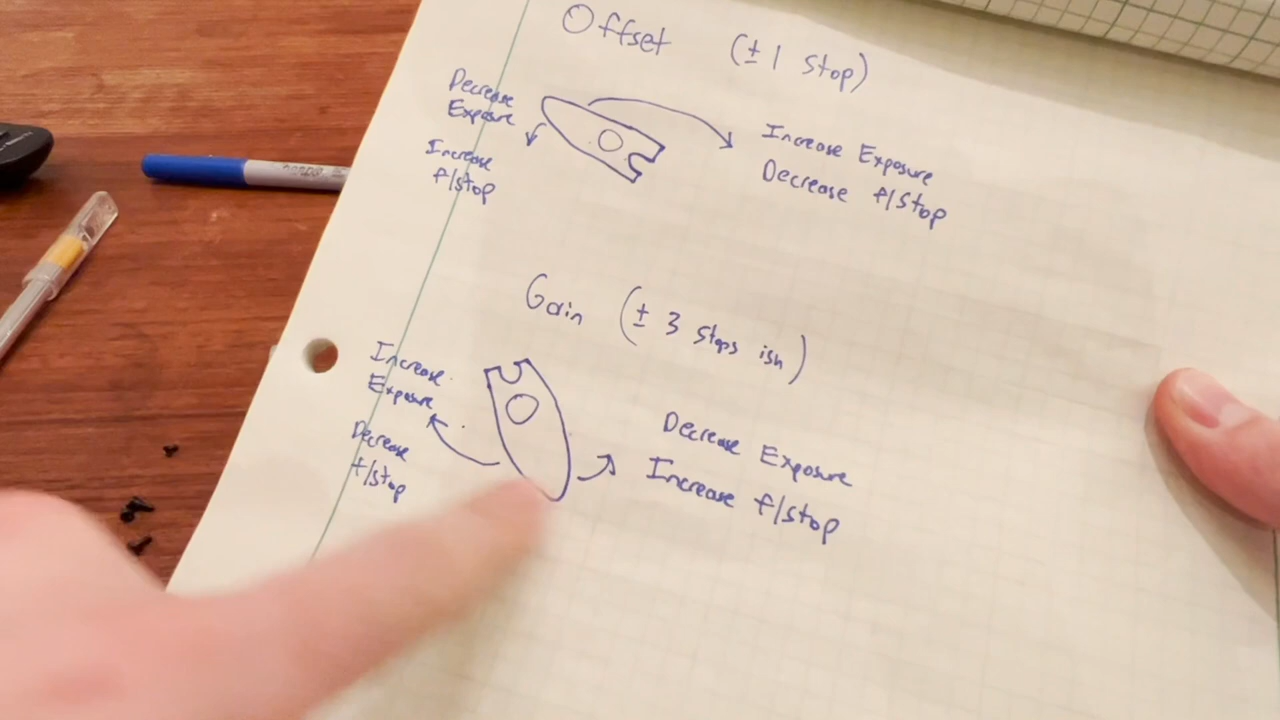 Offset (± 1 Stop)
Decrease
Exposure
Increase
f/stop
Increase Exposure
Decrease f/stop
Gain (± 3 Stops ish)
Increase
Exposure
Decrease
f/stop
Decrease Exposure
Increase f/stop